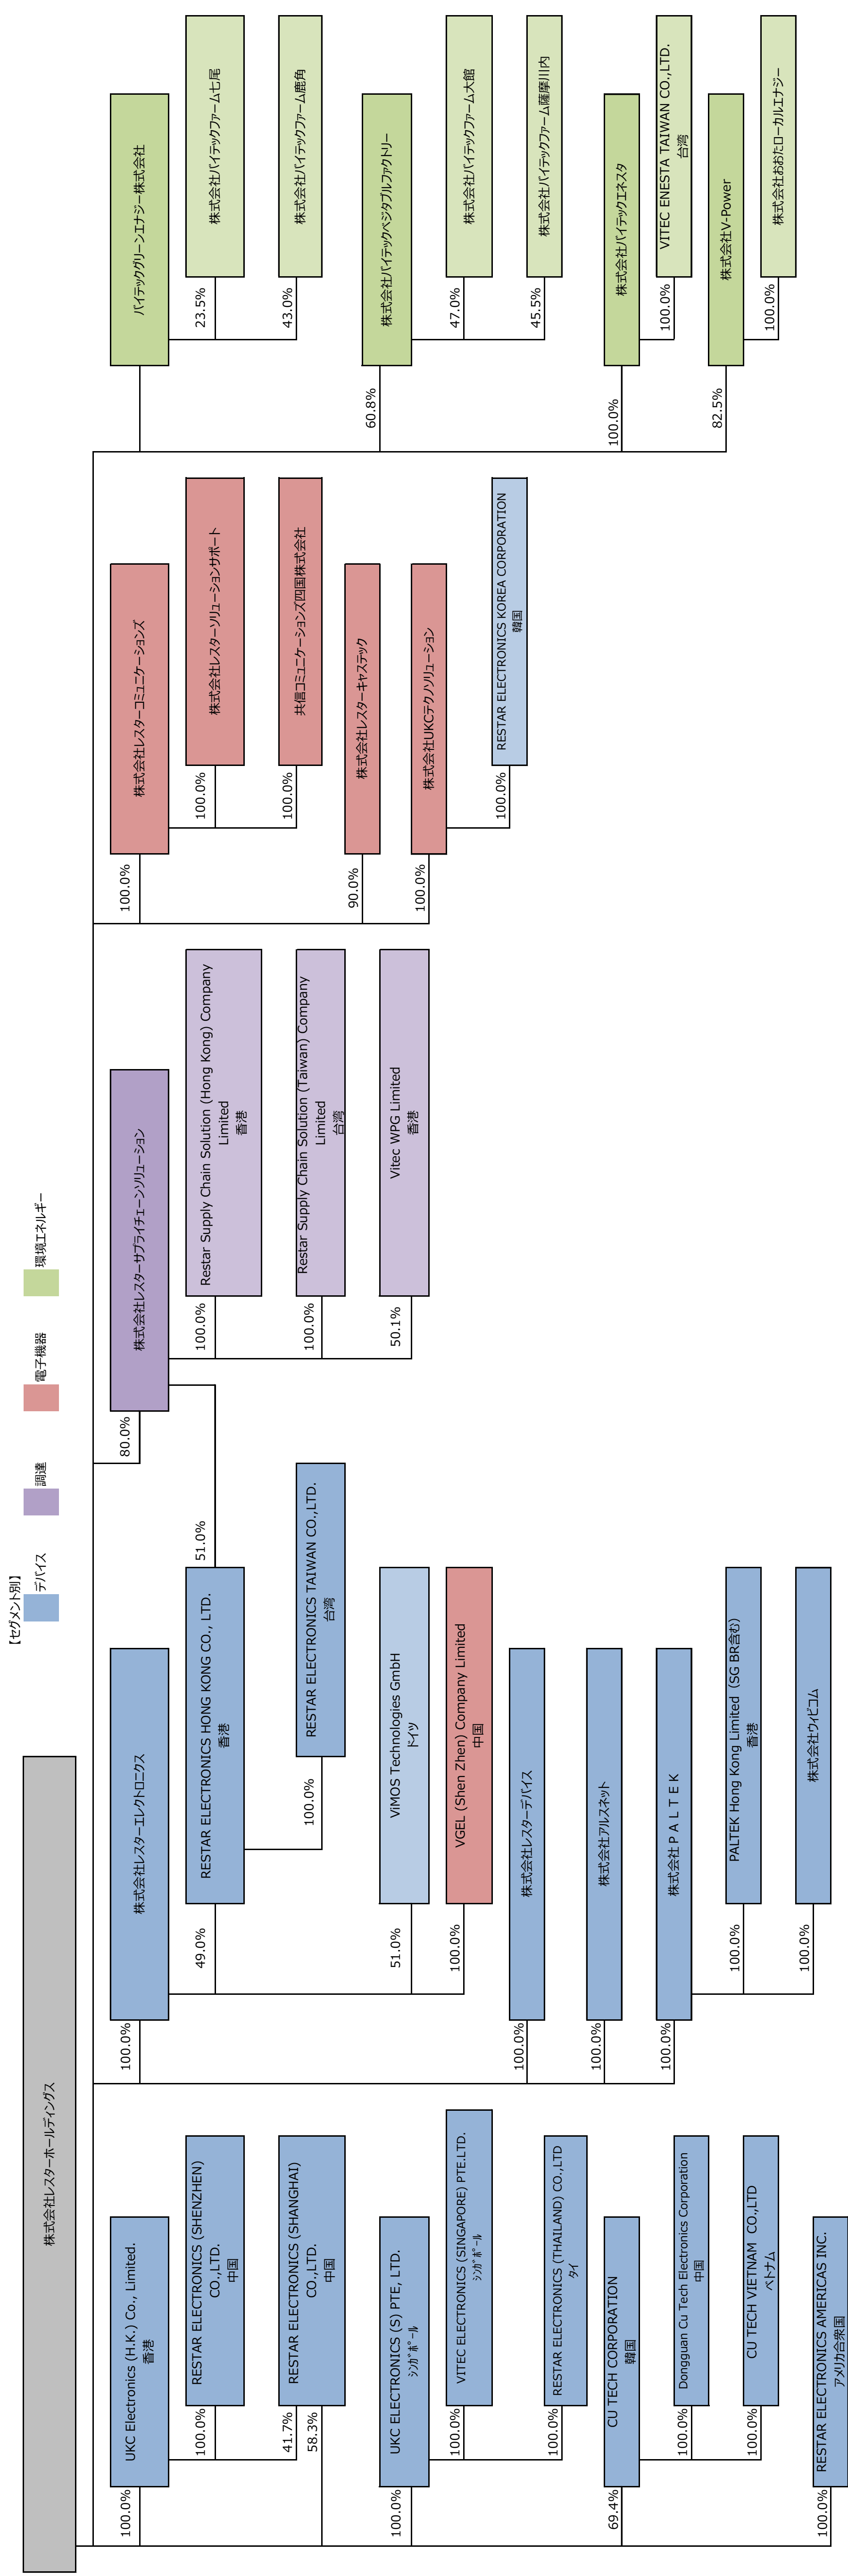 株式会社レスターホールディングス
【セグメント別】
デバイス
調達
電子機器
環境エネルギー
100.0%
UKC Electronics (H.K.) Co., Limited.
香港
100.0%
RESTAR ELECTRONICS (SHENZHEN)
CO.,LTD.
中国
41.7%
58.3%
RESTAR ELECTRONICS (SHANGHAI)
CO.,LTD.
中国
100.0%
UKC ELECTRONICS (S) PTE, LTD.
ｼﾝｶﾞﾎﾟｰﾙ
100.0%
VITEC ELECTRONICS (SINGAPORE) PTE.LTD.
ｼﾝｶﾞﾎﾟｰﾙ
100.0%
RESTAR ELECTRONICS (THAILAND) CO.,LTD
タイ
69.4%
CU TECH CORPORATION
韓国
100.0%
Dongguan Cu Tech Electronics Corporation
中国
100.0%
CU TECH VIETNAM CO.,LTD
ベトナム
100.0%
RESTAR ELECTRONICS AMERICAS INC.
アメリカ合衆国
100.0%
株式会社レスターエレクトロニクス
49.0%
RESTAR ELECTRONICS HONG KONG CO., LTD.
香港
51.0%
100.0%
RESTAR ELECTRONICS TAIWAN CO.,LTD.
台湾
51.0%
ViMOS Technologies GmbH
ドイツ
100.0%
VGEL (Shen Zhen) Company Limited
中国
100.0%
株式会社レスターデバイス
100.0%
株式会社アルスネット
100.0%
株式会社ＰＡＬＴＥＫ
100.0%
PALTEK Hong Kong Limited（SG BR含む）
香港
100.0%
株式会社ウィビコム
80.0%
株式会社レスターサプライチェーンソリューション
100.0%
Restar Supply Chain Solution (Hong Kong) Company
Limited
香港
100.0%
Restar Supply Chain Solution (Taiwan) Company
Limited
台湾
50.1%
Vitec WPG Limited
香港
100.0%
株式会社レスターコミュニケーションズ
100.0%
株式会社レスターソリューションサポート
100.0%
共信コミュニケーションズ四国株式会社
90.0%
株式会社レスターキャステック
100.0%
株式会社UKCテクノソリューション
100.0%
RESTAR ELECTRONICS KOREA CORPORATION
韓国
バイテックグリーンエナジー株式会社
23.5%
株式会社バイテックファーム七尾
43.0%
株式会社バイテックファーム鹿角
60.8%
株式会社バイテックベジタブルファクトリー
47.0%
株式会社バイテックファーム大館
45.5%
株式会社バイテックファーム薩摩川内
100.0%
株式会社バイテックエネスタ
100.0%
VITEC ENESTA TAIWAN CO.,LTD.
台湾
82.5%
株式会社V-Power
100.0%
株式会社おおたローカルエナジー